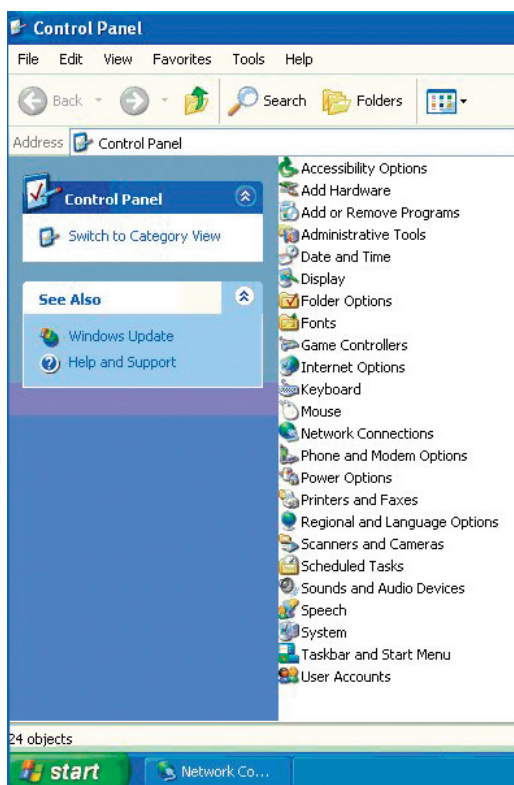 Control Panel
File Edit View Favorites Tools Help
Back Search Folders
Address Control Panel
Control Panel
Switch to Category View
See Also
Windows Update
Help and Support
Accessibility Options
Add Hardware
Add or Remove Programs
Administrative Tools
Date and Time
Display
Folder Options
Fonts
Game Controllers
Internet Options
Keyboard
Mouse
Network Connections
Phone and Modem Options
Power Options
Printers and Faxes
Regional and Language Options
Scanners and Cameras
Scheduled Tasks
Sounds and Audio Devices
Speech
System
Taskbar and Start Menu
User Accounts
24 objects
start Network Co...